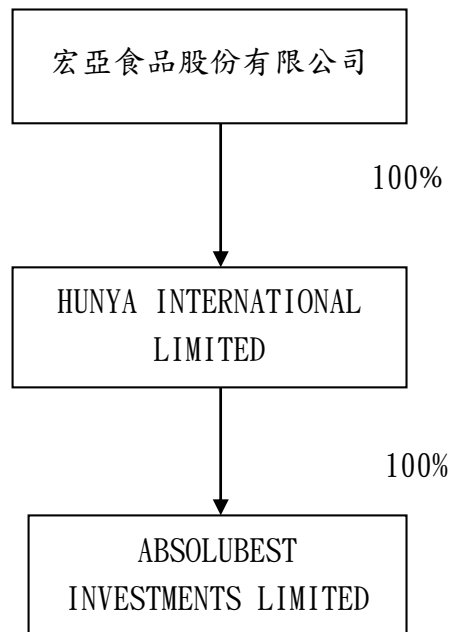 宏亞食品股份有限公司
100%
HUNYA INTERNATIONAL
LIMITED
100%
ABSOLUBEST
INVESTMENTS LIMITED